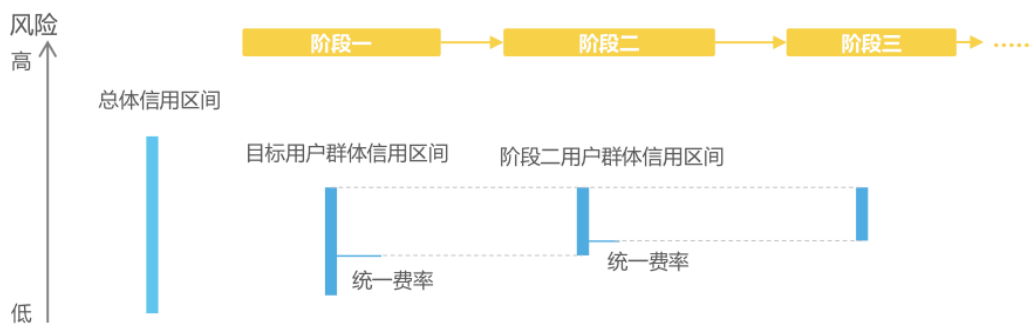 风险
高
阶段一
阶段二
阶段三
......
总体信用区间
目标用户群体信用区间
阶段二用户群体信用区间
统一费率
统一费率
低